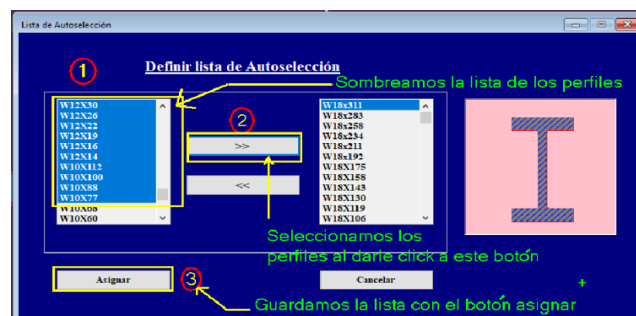 Lista de Autoselección
1
Definir lista de Autoselección
Sombreamos la lista de los perfiles
W12X30
W12X26
W12X22
W12X19
W12X16
W12X14
W10X112
W10X100
W10X88
W10X77
W10X68
W10X60
2
>>
<<
W18x311
W18x283
W18x258
W18x234
W18x211
W18x192
W18X175
W18X158
W18X143
W18X130
W18X119
W18X106
Seleccionamos los
perfiles al darle click a este botón
Asignar
3
Cancelar
Guardamos la lista con el botón asignar